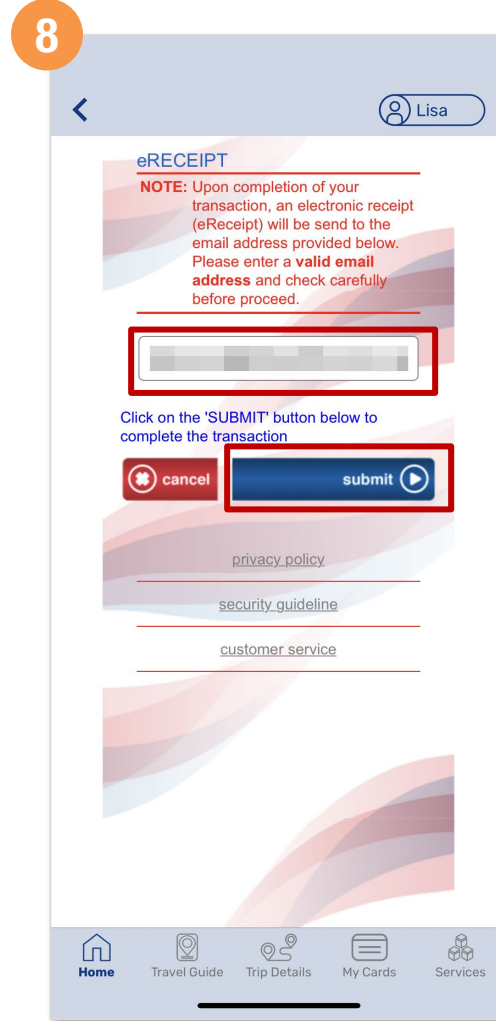 8
Lisa
eRECEIPT
NOTE: Upon completion of your
transaction, an electronic receipt
(eReceipt) will be send to the
email address provided below.
Please enter a valid email
address and check carefully
before proceed.
Click on the 'SUBMIT' button below to
complete the transaction
cancel submit
privacy policy
security guideline
customer service
Home Travel Guide Trip Details My Cards Services